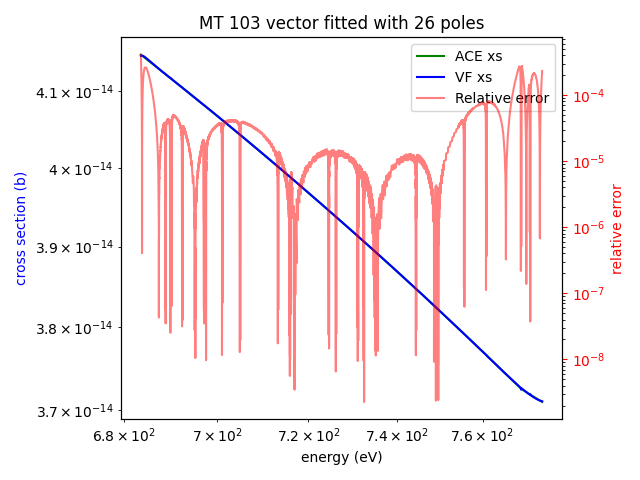 MT 103 vector fitted with 26 poles
ACE xs
VF xs
Relative error
4.1 × 10⁻¹⁴
4 × 10⁻¹⁴
3.9 × 10⁻¹⁴
3.8 × 10⁻¹⁴
3.7 × 10⁻¹⁴
cross section (b)
10⁻⁴
10⁻⁵
10⁻⁶
10⁻⁷
10⁻⁸
relative error
6.8 × 10² 7 × 10² 7.2 × 10² 7.4 × 10² 7.6 × 10²
energy (eV)